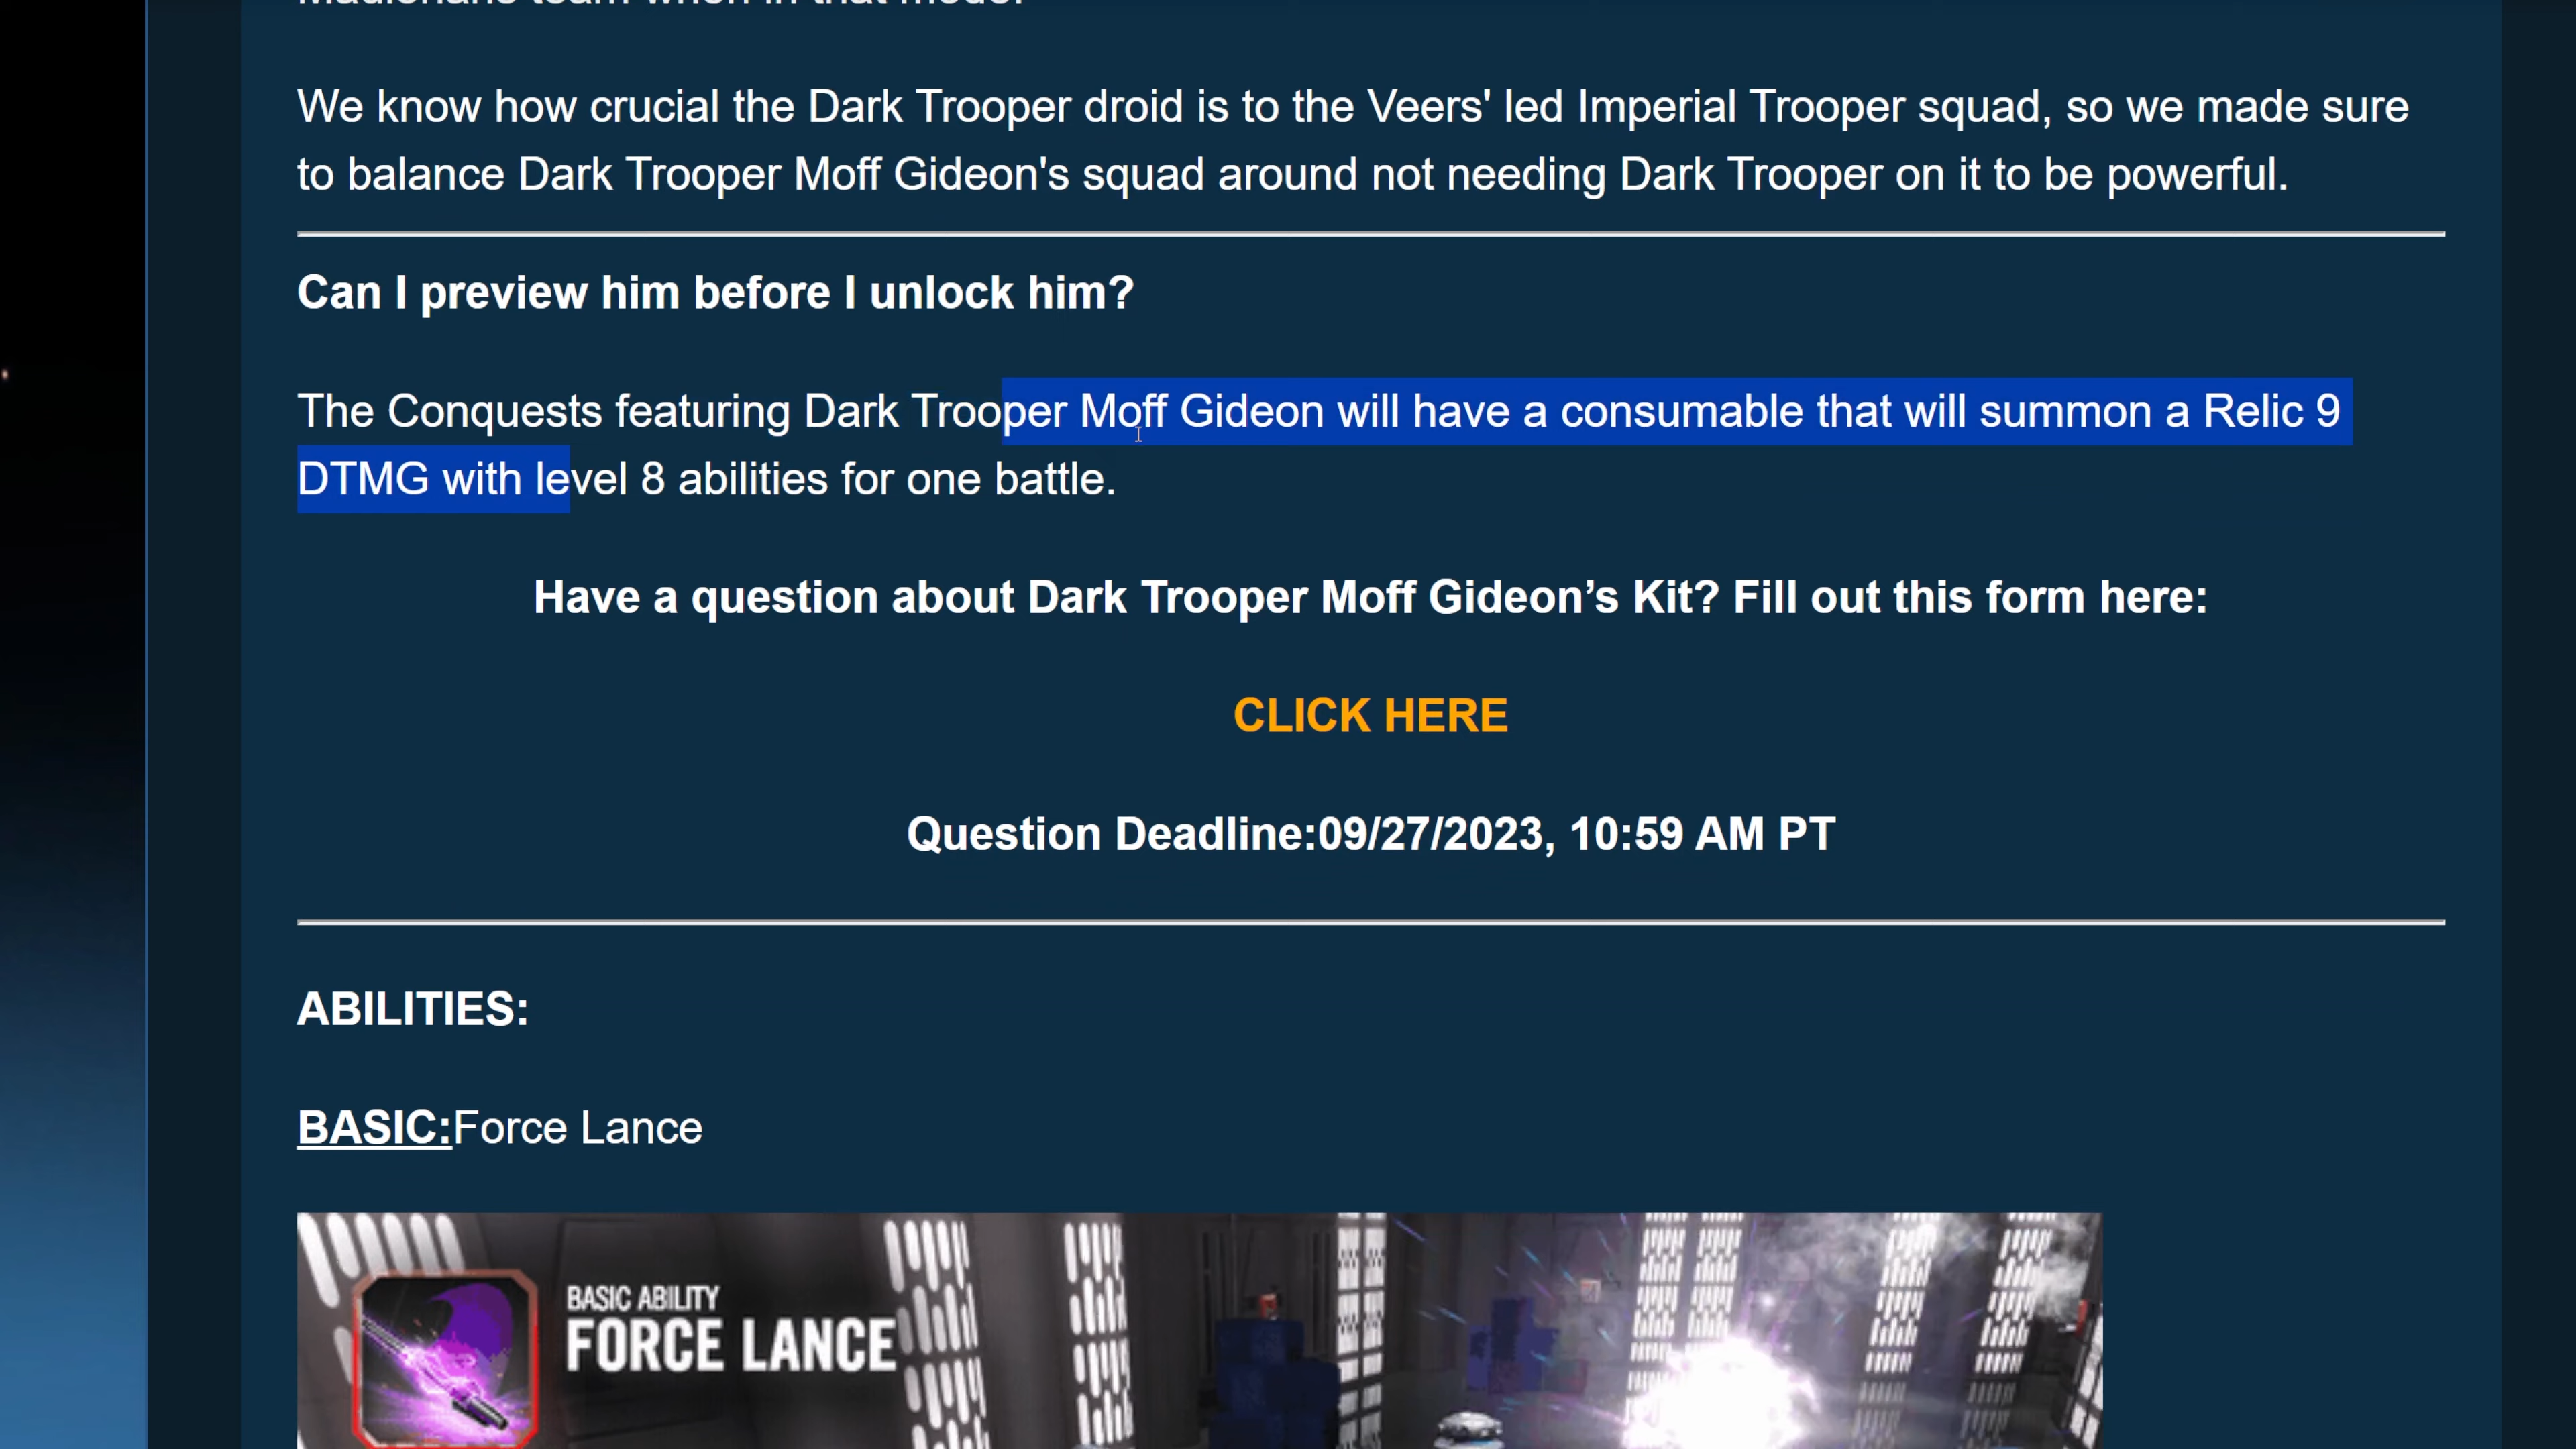 We know how crucial the Dark Trooper droid is to the Veers' led Imperial Trooper squad, so we made sure
to balance Dark Trooper Moff Gideon's squad around not needing Dark Trooper on it to be powerful.
Can I preview him before I unlock him?
The Conquests featuring Dark Trooper Moff Gideon will have a consumable that will summon a Relic 9
DTMG with level 8 abilities for one battle.
Have a question about Dark Trooper Moff Gideon’s Kit? Fill out this form here:
CLICK HERE
Question Deadline:09/27/2023, 10:59 AM PT
ABILITIES:
BASIC:Force Lance
BASIC ABILITY
FORCE LANCE